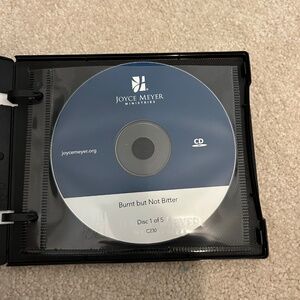 JOYCE MEYER
MINISTRIES
joycemeyer.org
CD
Burnt but Not Bitter
Disc 1 of 5
C230